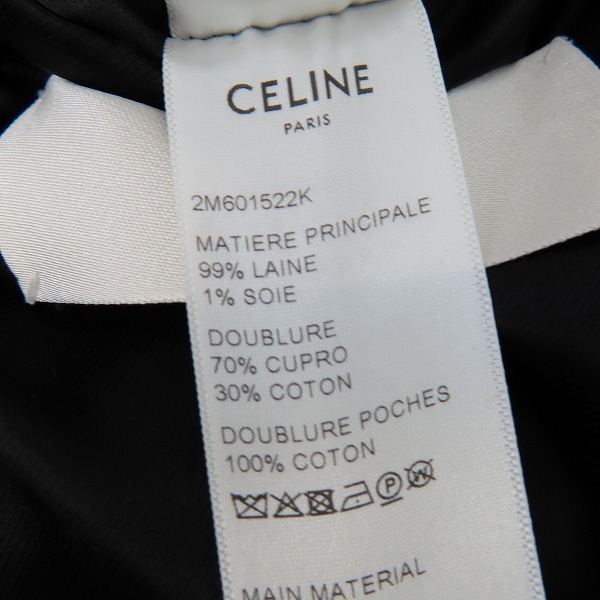 CELINE
PARIS
2M601522K
MATIERE PRINCIPALE
99% LAINE
1% SOIE
DOUBLURE
70% CUPRO
30% COTON
DOUBLURE POCHES
100% COTON
P W
MAIN MATERIAL